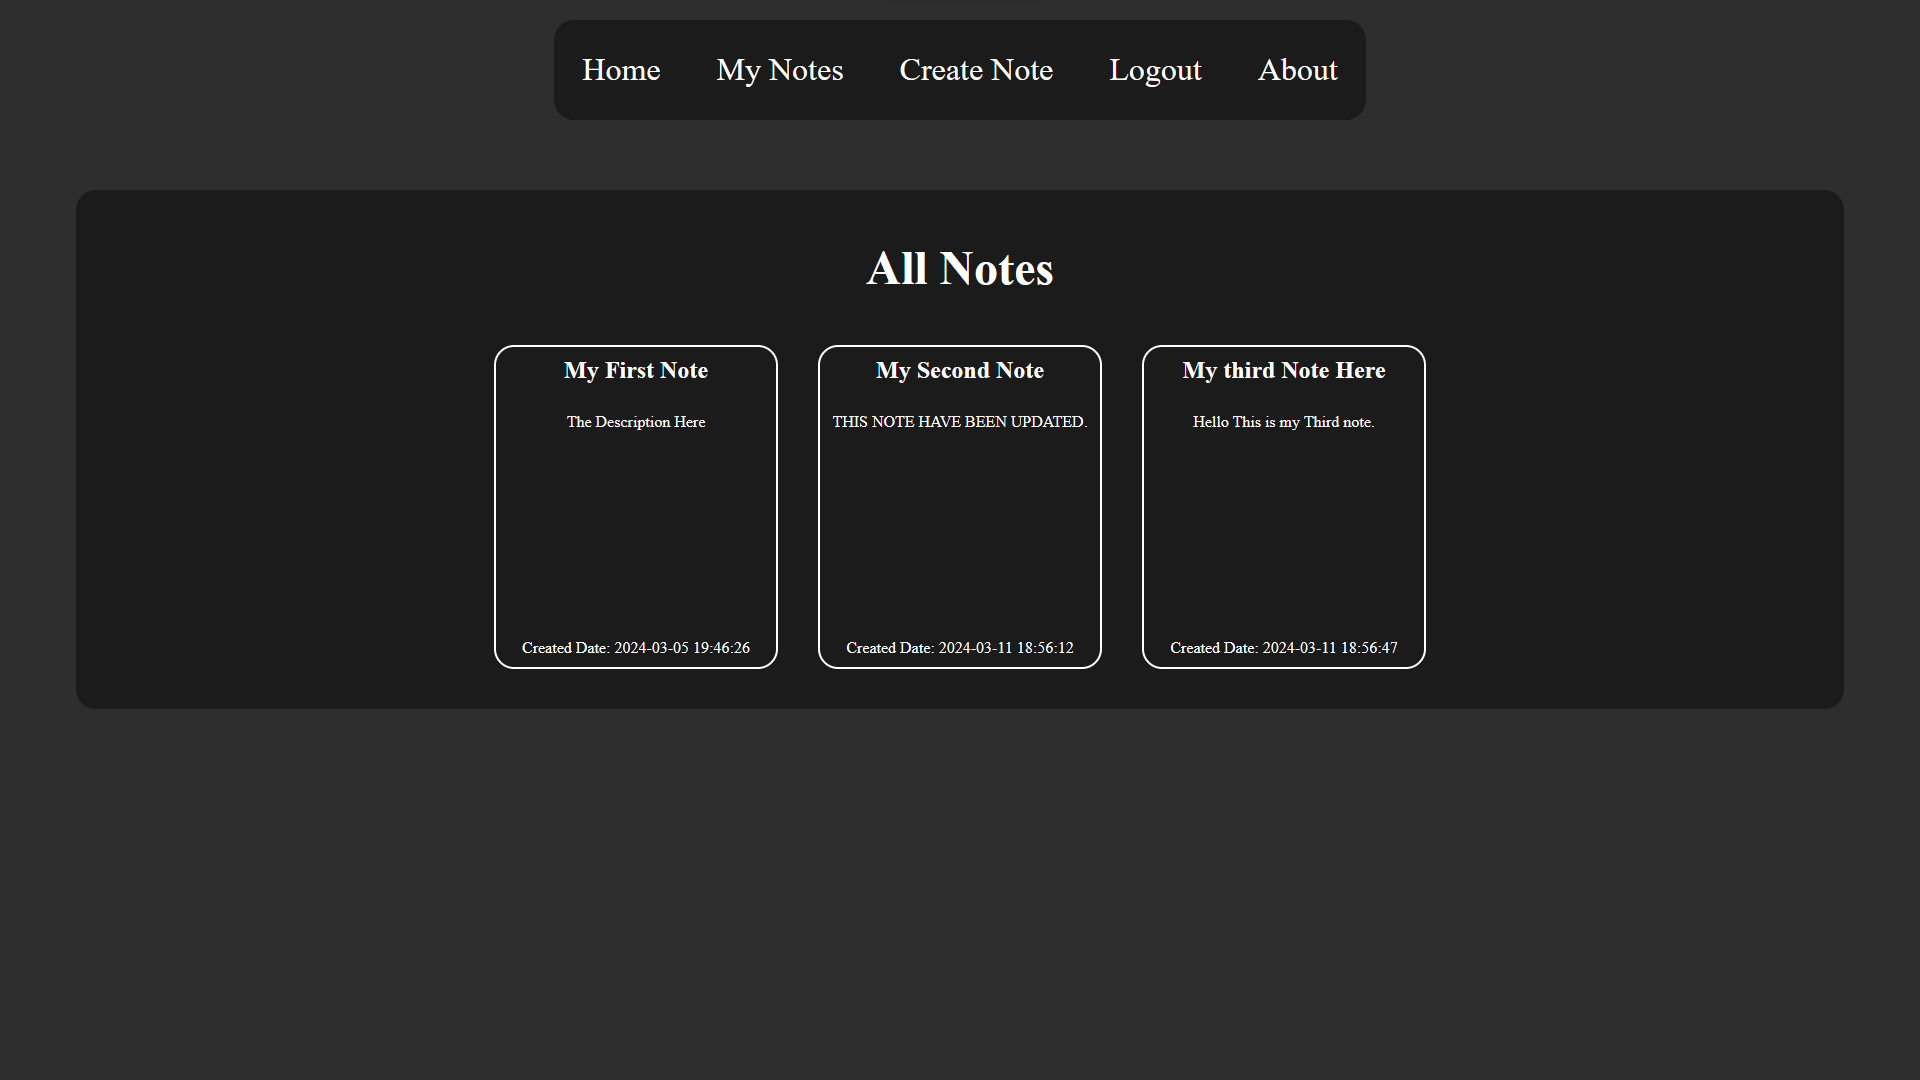 Home My Notes Create Note Logout About
All Notes
My First Note
The Description Here
Created Date: 2024-03-05 19:46:26
My Second Note
THIS NOTE HAVE BEEN UPDATED.
Created Date: 2024-03-11 18:56:12
My third Note Here
Hello This is my Third note.
Created Date: 2024-03-11 18:56:47